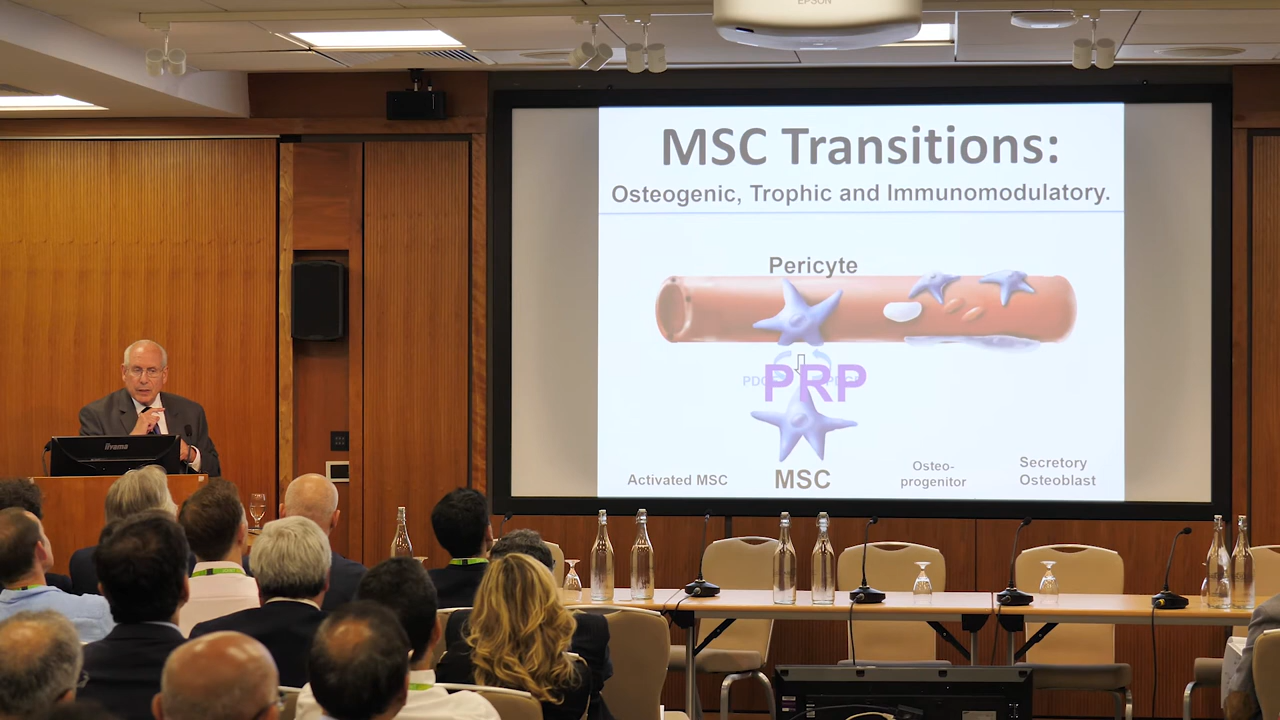 EPSON
MSC Transitions:
Osteogenic, Trophic and Immunomodulatory.
Pericyte
PRP
MSC
Activated MSC
Osteo-
progenitor
Secretory
Osteoblast
iiyama